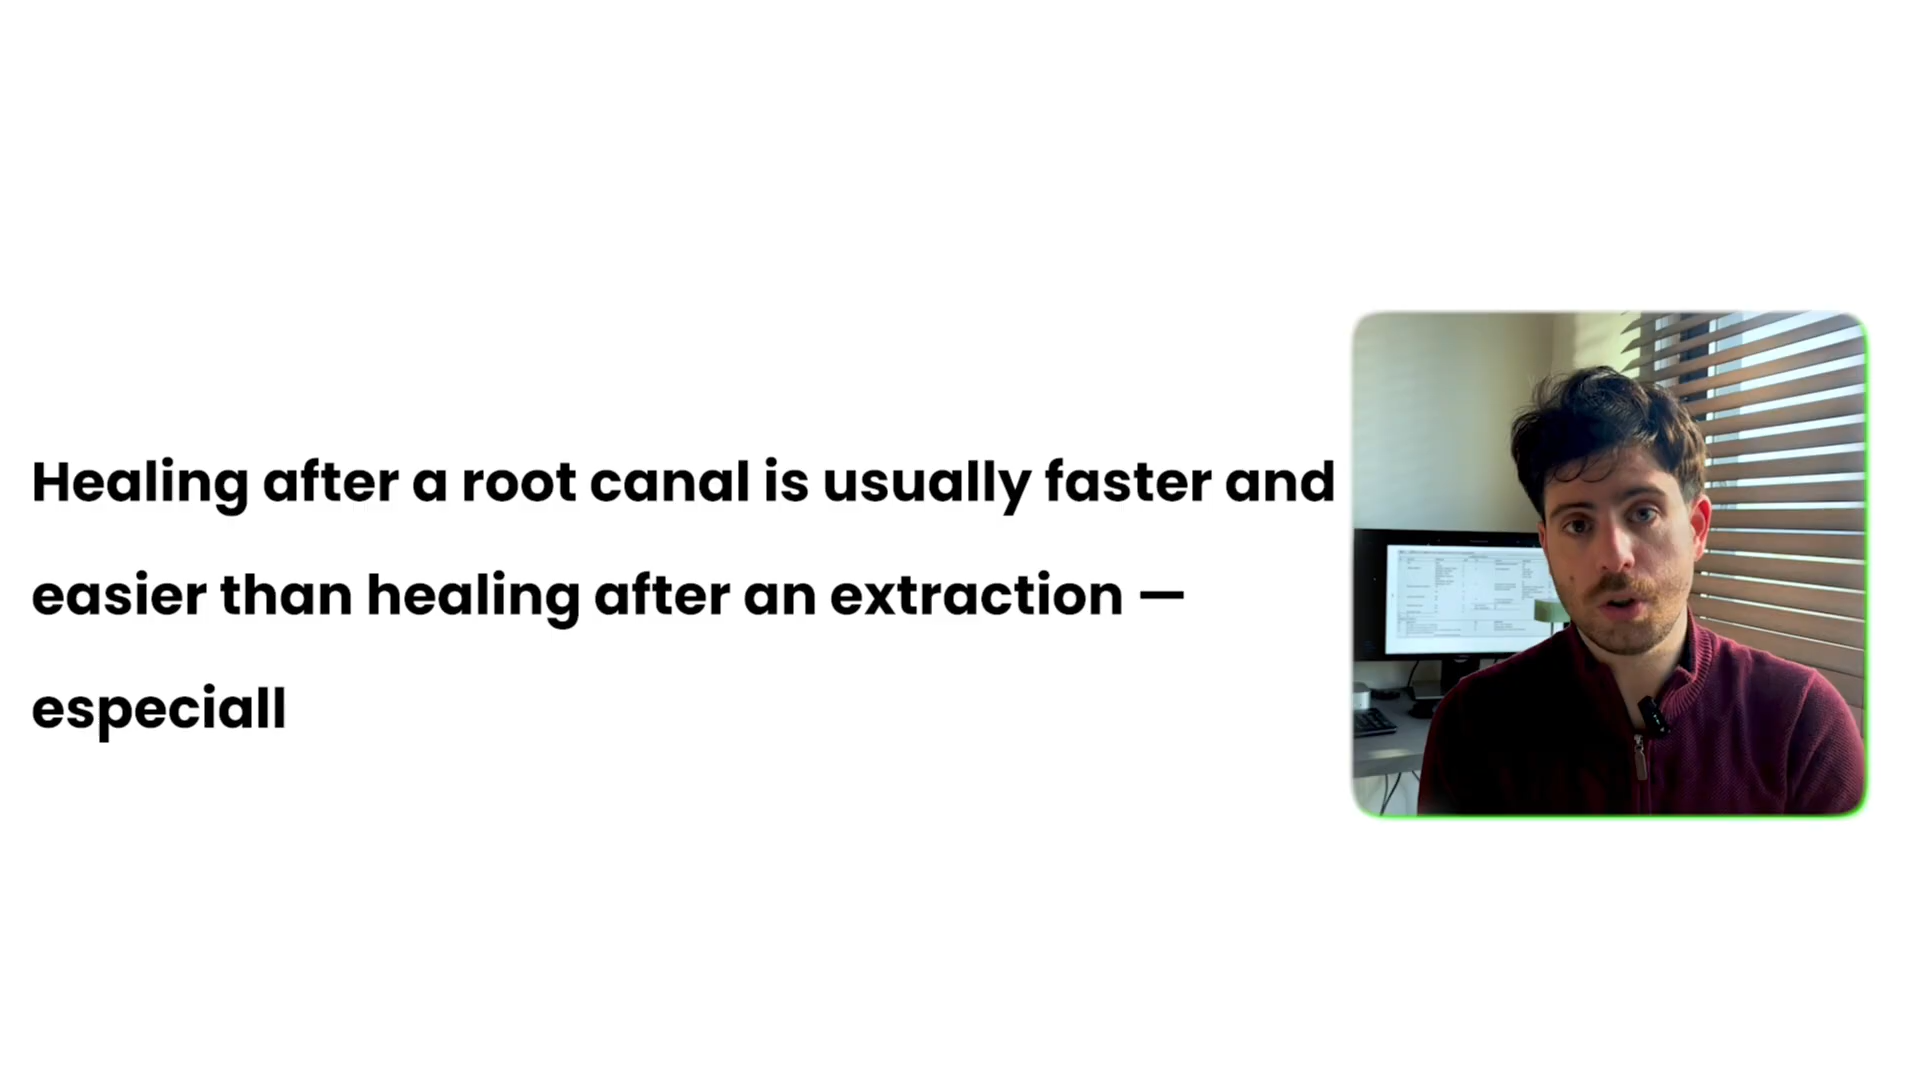 Healing after a root canal is usually faster and
easier than healing after an extraction —
especiall